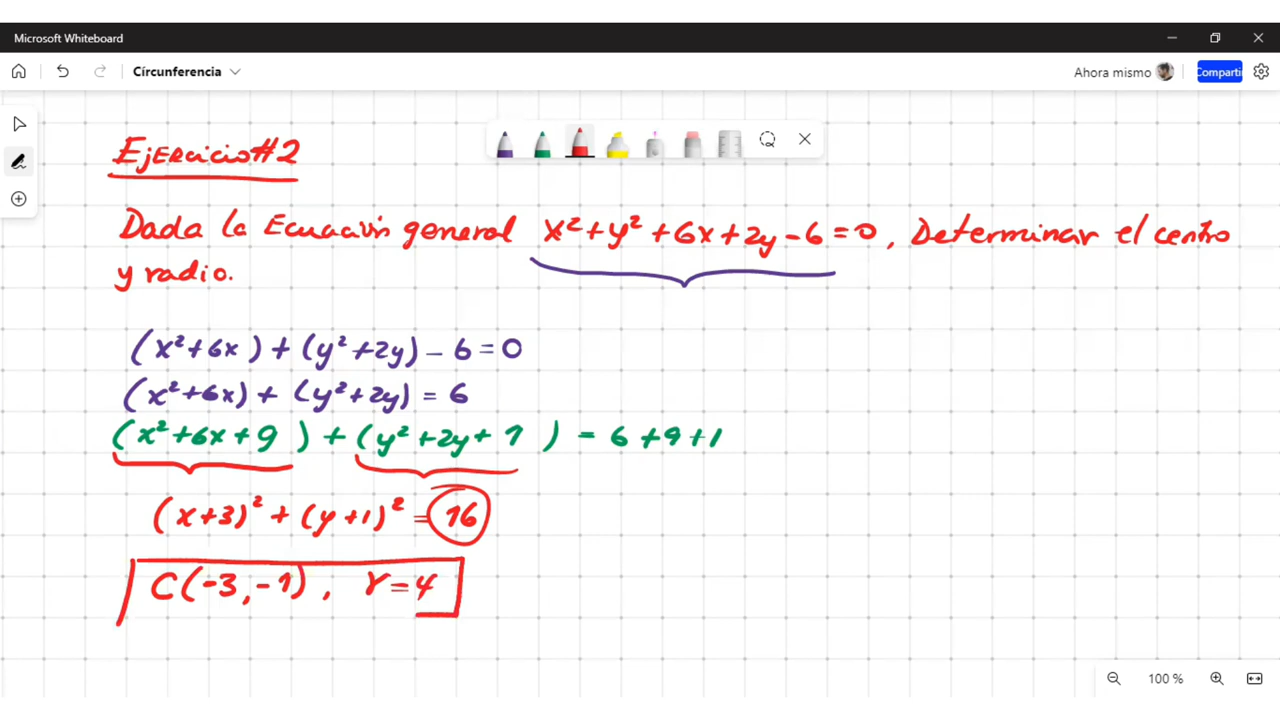 Microsoft Whiteboard
Círcunferencia
Ahora mismo
Comparti
Ejercicio #2
Dada la Ecuación general x²+y²+6x+2y-6=0, Determinar el centro
y radio.
(x²+6x)+(y²+2y)-6=0
(x²+6x)+(y²+2y)=6
(x²+6x+9)+(y²+2y+1)=6+9+1
(x+3)²+(y+1)²=16
C(-3,-1), r=4
100 %